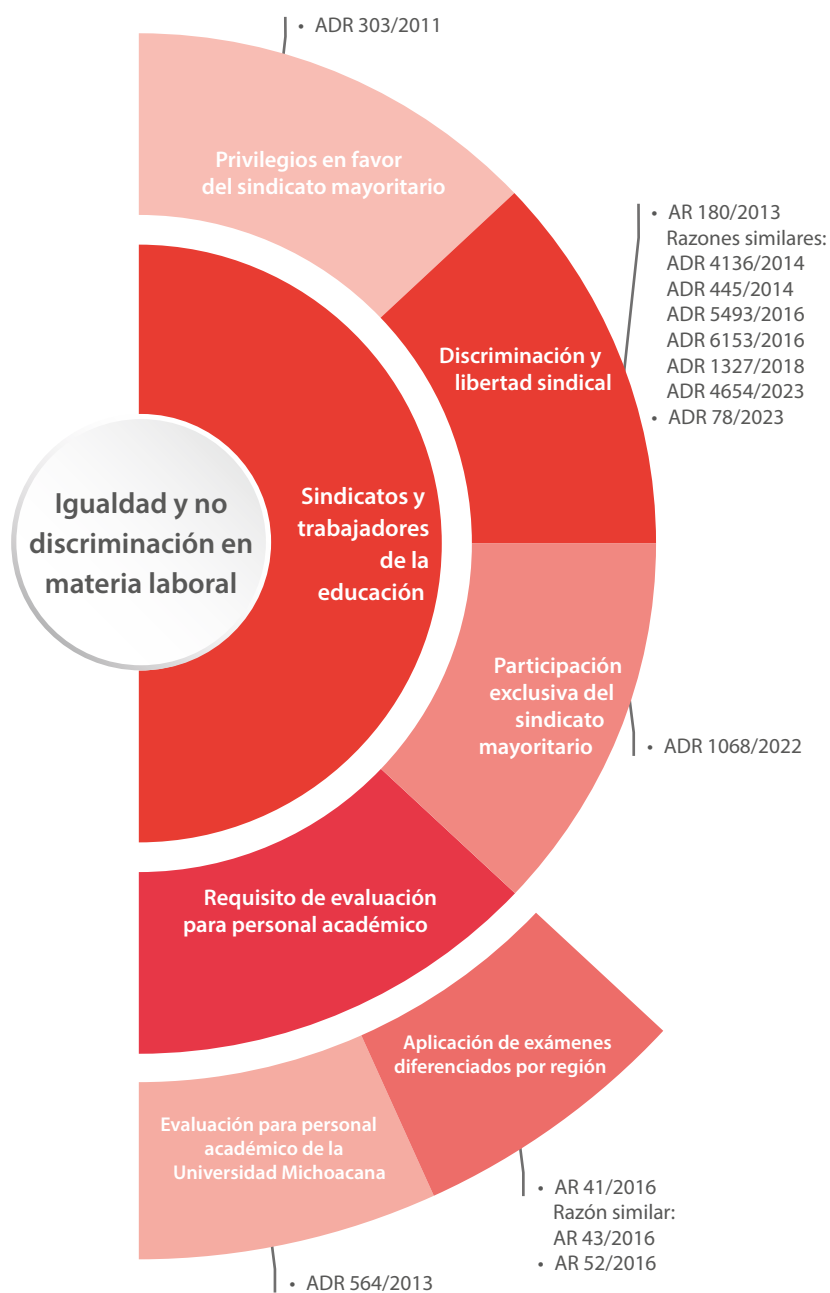 • ADR 303/2011
Privilegios en favor
del sindicato mayoritario
• AR 180/2013
Razones similares:
ADR 4136/2014
ADR 445/2014
ADR 5493/2016
ADR 6153/2016
ADR 1327/2018
ADR 4654/2023
• ADR 78/2023
Discriminación y
libertad sindical
Igualdad y no
discriminación en
materia laboral
Sindicatos y
trabajadores
de la
educación
Participación
exclusiva del
sindicato
mayoritario
• ADR 1068/2022
Requisito de evaluación
para personal académico
Aplicación de exámenes
diferenciados por región
Evaluación para personal
académico de la
Universidad Michoacana
• AR 41/2016
Razón similar:
AR 43/2016
• AR 52/2016
• ADR 564/2013